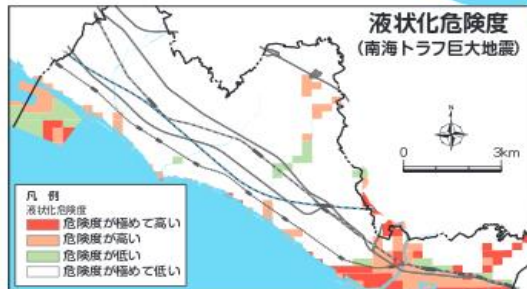 液状化危険度
(南海トラフ巨大地震)
N
0 3km
凡 例
液状化危険度
危険度が極めて高い
危険度が高い
危険度が低い
危険度が極めて低い